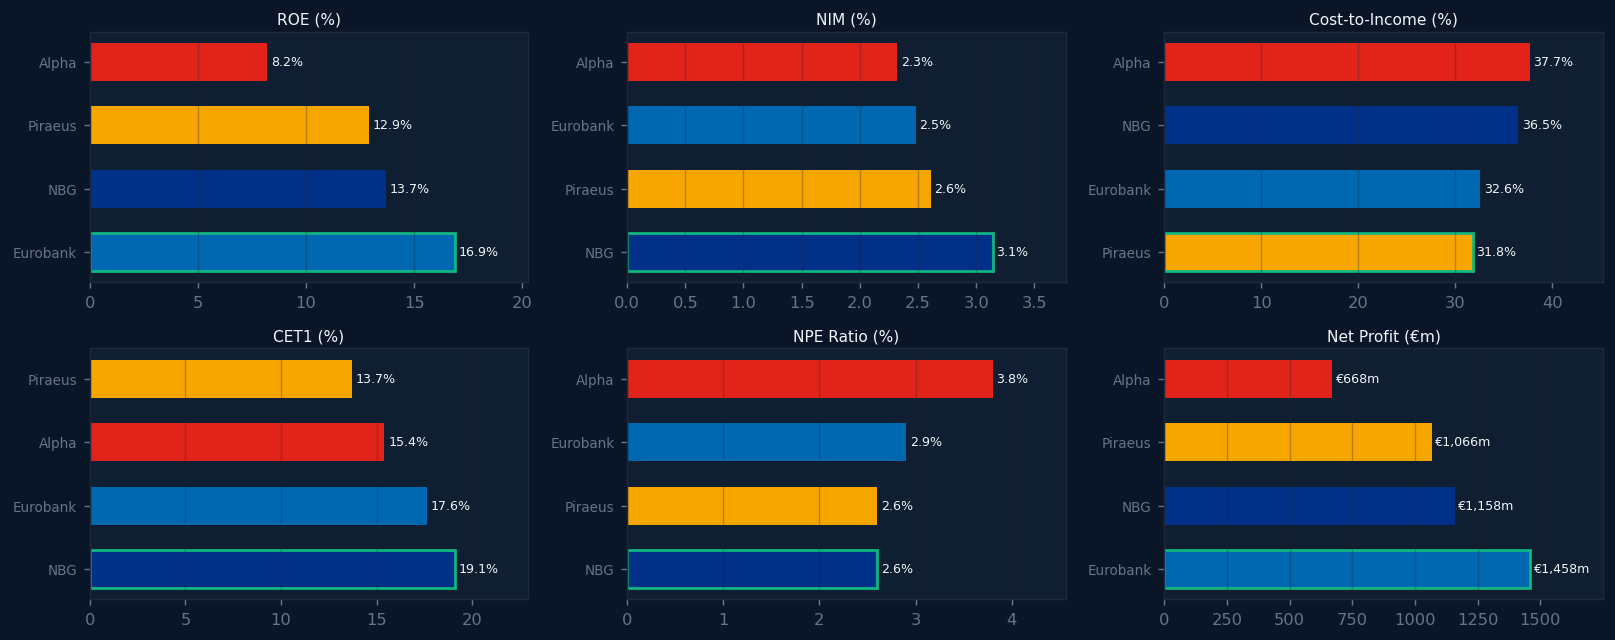 ROE (%)
Alpha
8.2%
Piraeus
12.9%
NBG
13.7%
Eurobank
16.9%
0 5 10 15 20
NIM (%)
Alpha
2.3%
Eurobank
2.5%
Piraeus
2.6%
NBG
3.1%
0.0 0.5 1.0 1.5 2.0 2.5 3.0 3.5
Cost-to-Income (%)
Alpha
37.7%
NBG
36.5%
Eurobank
32.6%
Piraeus
31.8%
0 10 20 30 40
CET1 (%)
Piraeus
13.7%
Alpha
15.4%
Eurobank
17.6%
NBG
19.1%
0 5 10 15 20
NPE Ratio (%)
Alpha
3.8%
Eurobank
2.9%
Piraeus
2.6%
NBG
2.6%
0 1 2 3 4
Net Profit (€m)
Alpha
€668m
Piraeus
€1,066m
NBG
€1,158m
Eurobank
€1,458m
0 250 500 750 1000 1250 1500